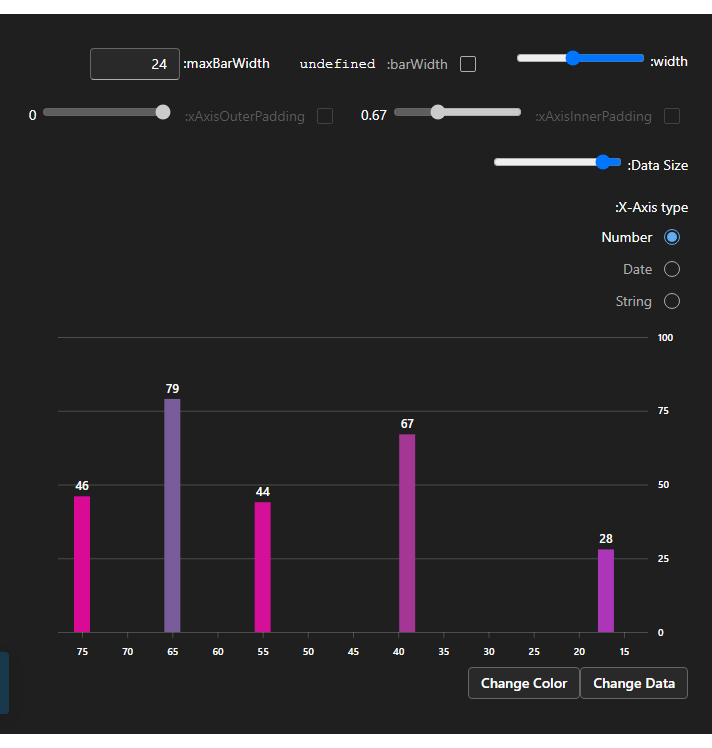 :width
:barWidth undefined
:maxBarWidth 24
:xAxisInnerPadding 0.67
:xAxisOuterPadding 0
:Data Size
:X-Axis type
Number
Date
String
100
75
50
25
0
46
79
44
67
28
75 70 65 60 55 50 45 40 35 30 25 20 15
Change Color Change Data